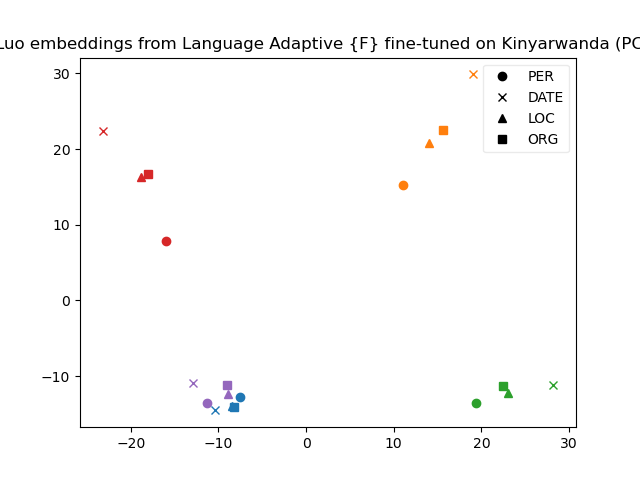 Luo embeddings from Language Adaptive {F} fine-tuned on Kinyarwanda (PC
30
20
10
0
−10
−20
−10
0
10
20
30
PER
DATE
LOC
ORG